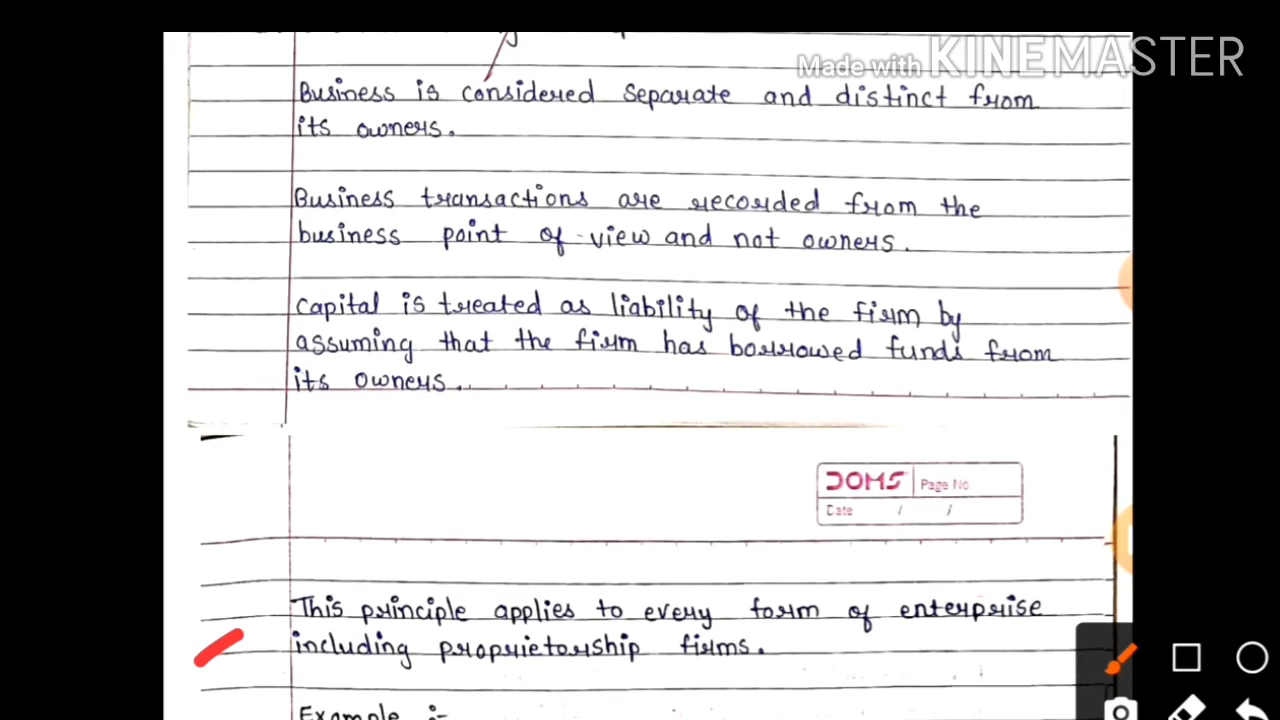 Made with KINEMASTER
Business is considered separate and distinct from
its owners.
Business transactions are recorded from the
business point of view and not owners.
Capital is treated as liability of the firm by
assuming that the firm has borrowed funds from
its owners.
DOMS Page No
Date / /
This principle applies to every form of enterprise
including proprietorship firms.
Example :-